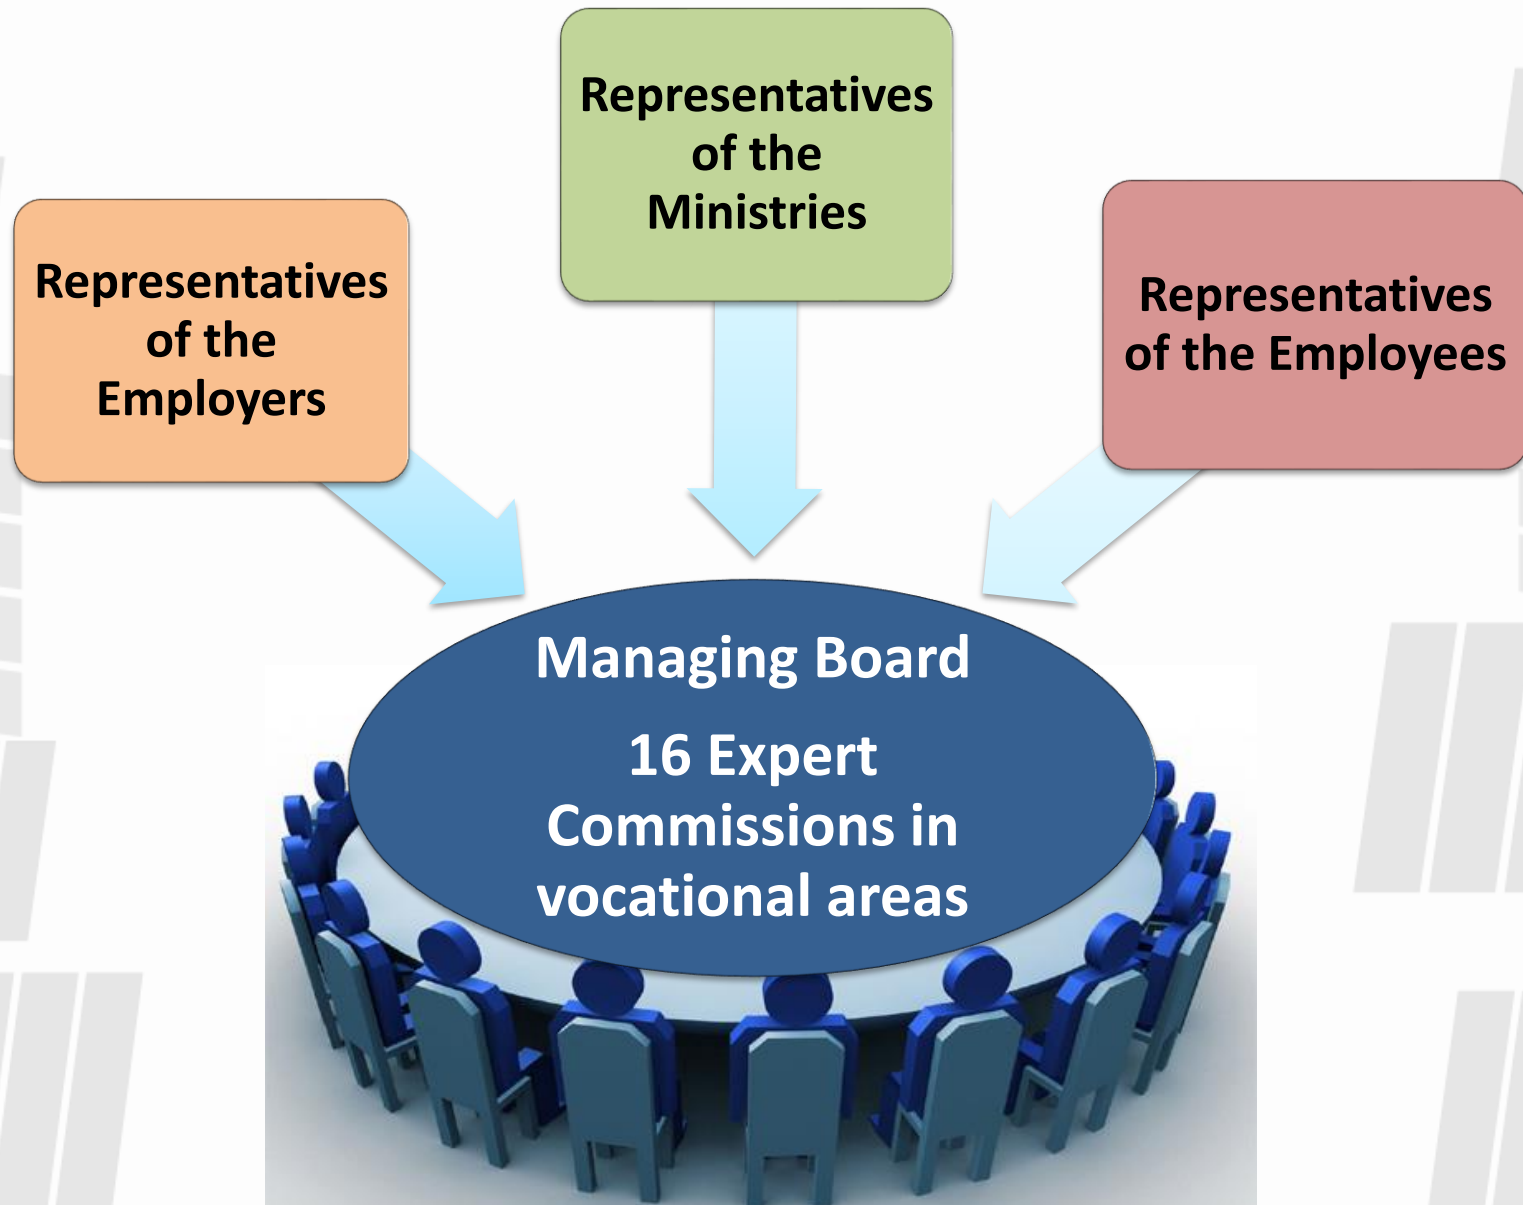 Representatives
of the
Ministries
Representatives
of the
Employers
Representatives
of the Employees
Managing Board
16 Expert
Commissions in
vocational areas